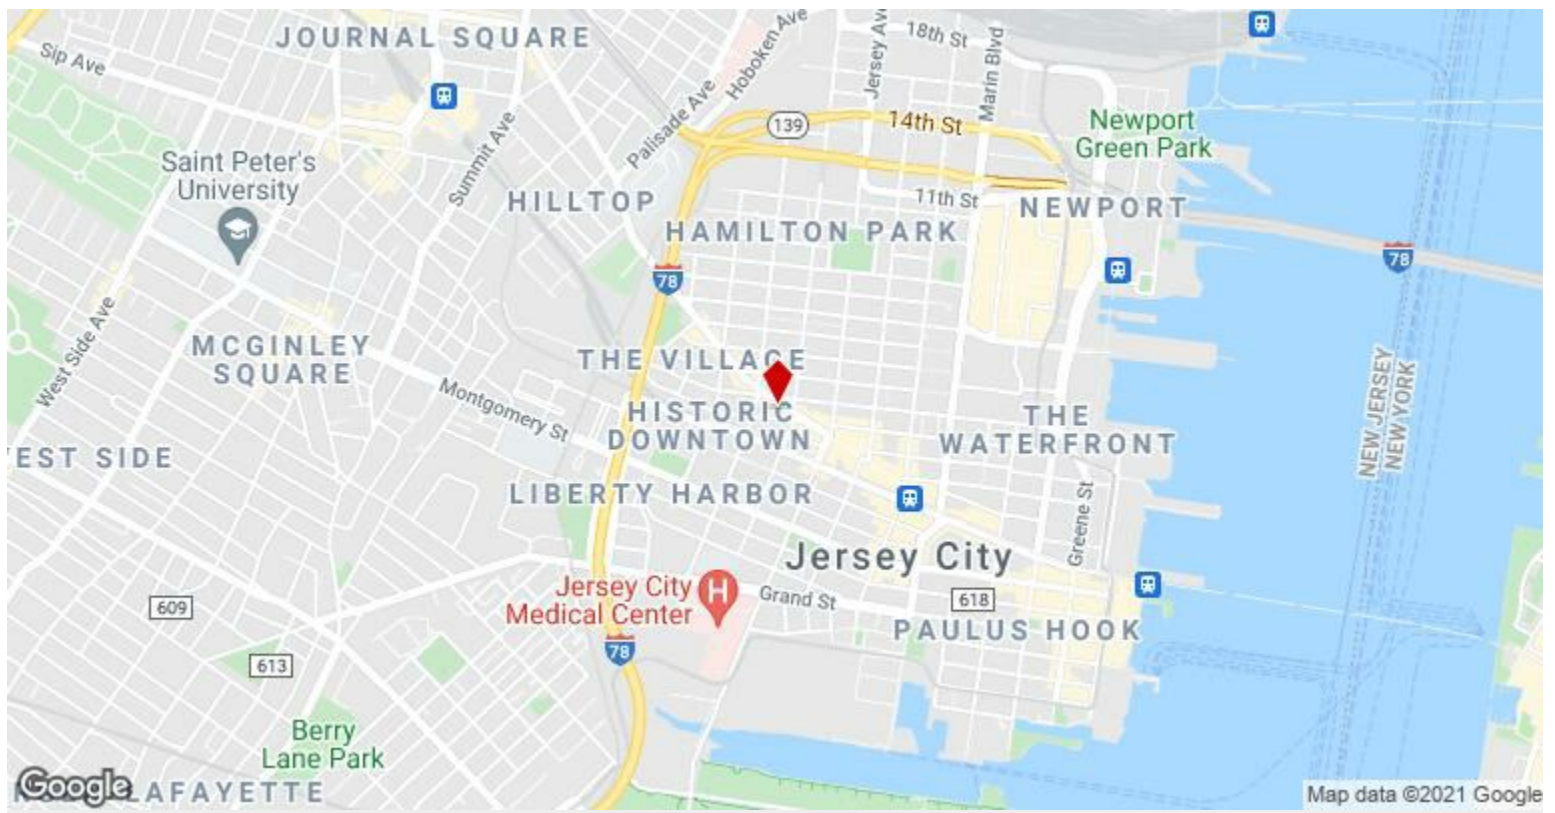 JOURNAL SQUARE
Sip Ave
Hoboken Ave
Jersey Ave
18th St
Marin Blvd
Palisade Ave
139
14th St
Newport
Green Park
Summit Ave
Saint Peter's
University
HILLTOP
11th St
NEWPORT
HAMILTON PARK
78
78
West Side Ave
MCGINLEY
SQUARE
THE VILLAGE
NEW JERSEY
NEW YORK
Montgomery St
HISTORIC
DOWNTOWN
THE
WATERFRONT
EST SIDE
LIBERTY HARBOR
Greene St
Jersey City
Jersey City
Medical Center
H
Grand St
618
609
PAULUS HOOK
78
613
Berry
Lane Park
Google
LAFAYETTE
Map data ©2021 Google